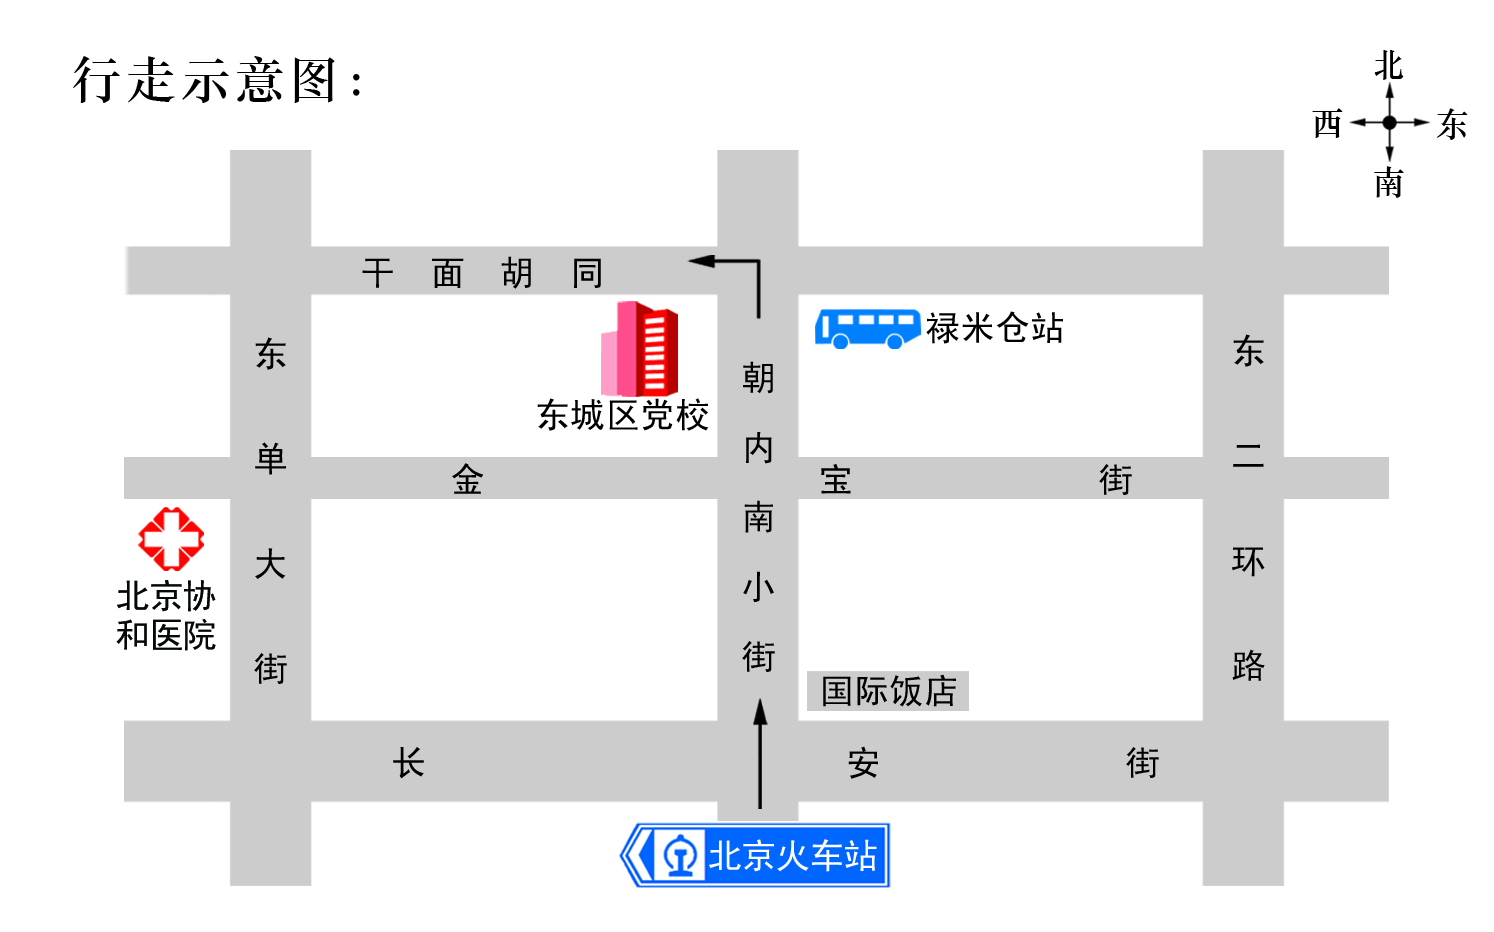 行走示意图：
北
西 东
南
干面胡同
禄米仓站
东城区党校
东单大街
朝内南小街
东二环路
金宝街
北京协
和医院
国际饭店
长安街
北京火车站